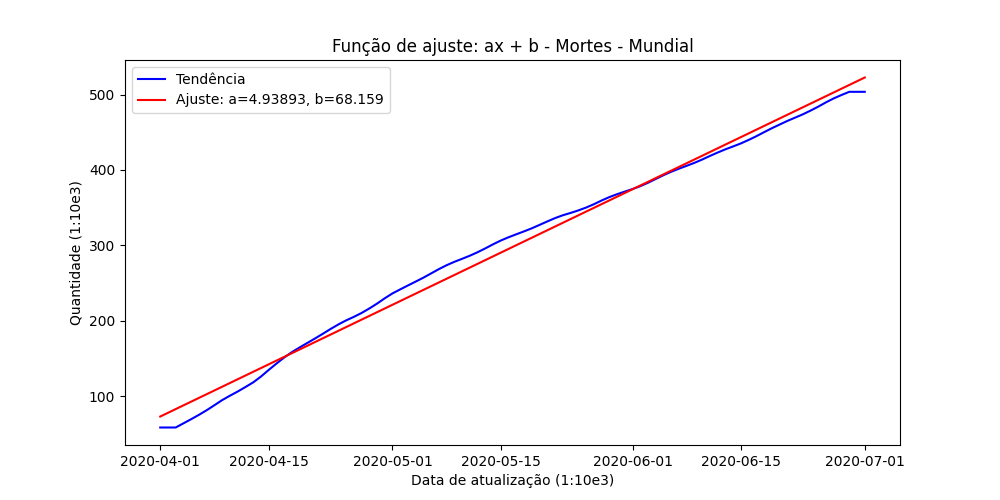 Função de ajuste: ax + b - Mortes - Mundial
Tendência
Ajuste: a=4.93893, b=68.159
500
400
300
200
100
Quantidade (1:10e3)
2020-04-01 2020-04-15 2020-05-01 2020-05-15 2020-06-01 2020-06-15 2020-07-01
Data de atualização (1:10e3)